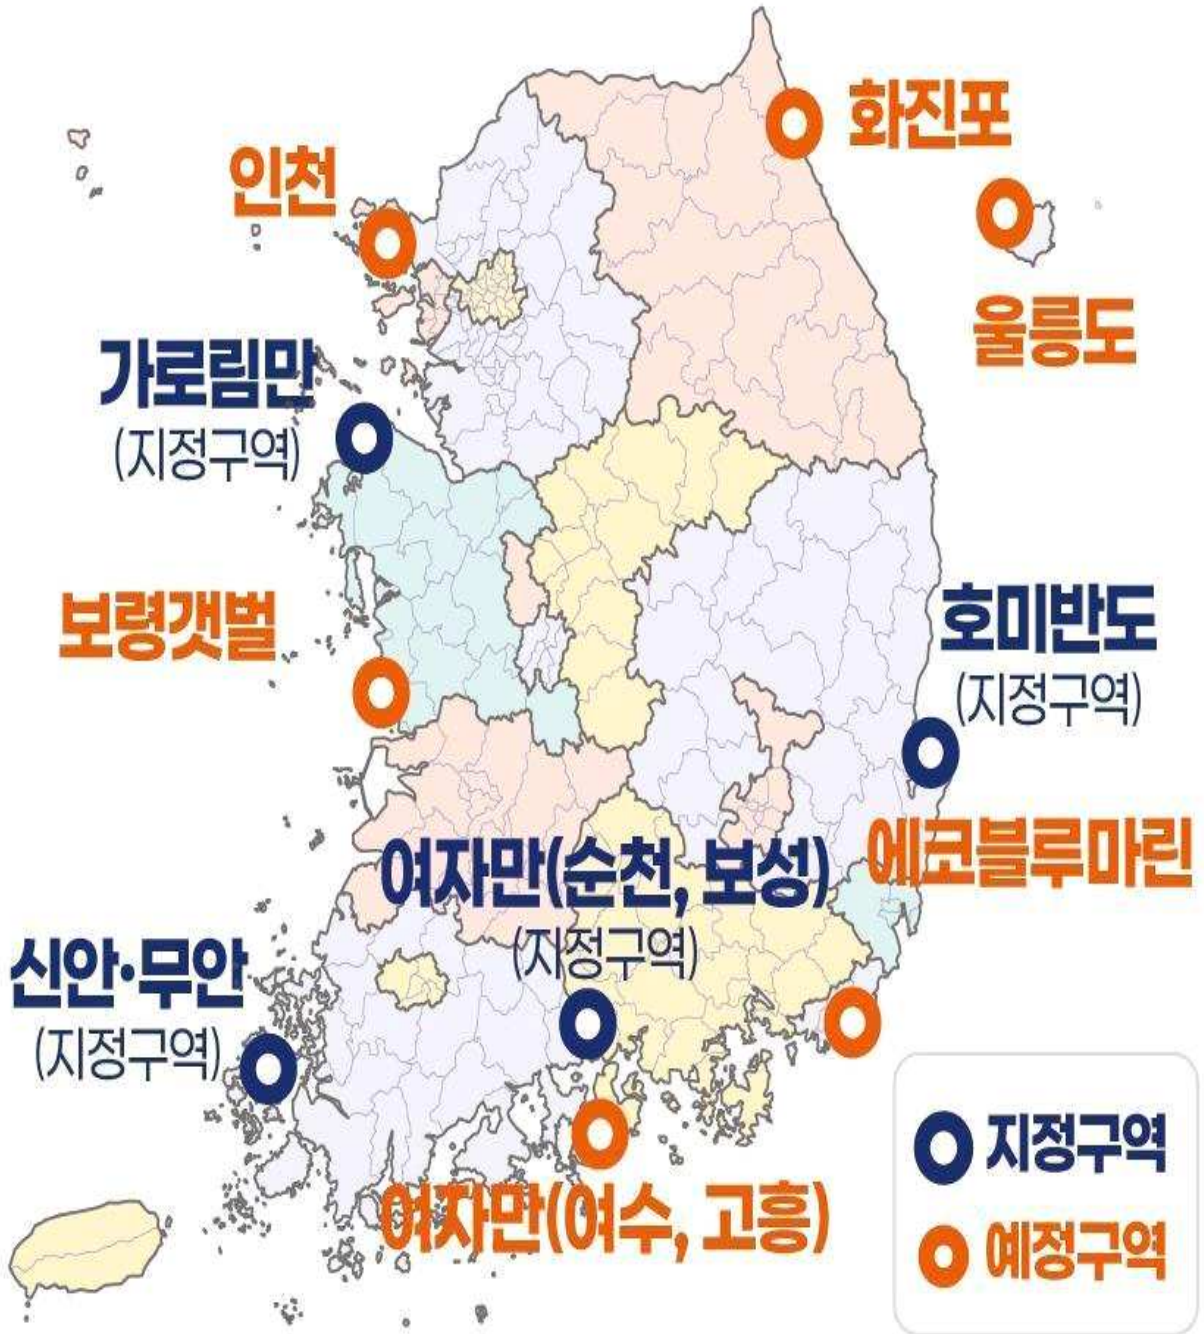 화진포
인천
울릉도
가로림만
(지정구역)
보령갯벌
호미반도
(지정구역)
에코블루마린
여자만(순천, 보성)
(지정구역)
신안·무안
(지정구역)
여자만(여수, 고흥)
지정구역
예정구역